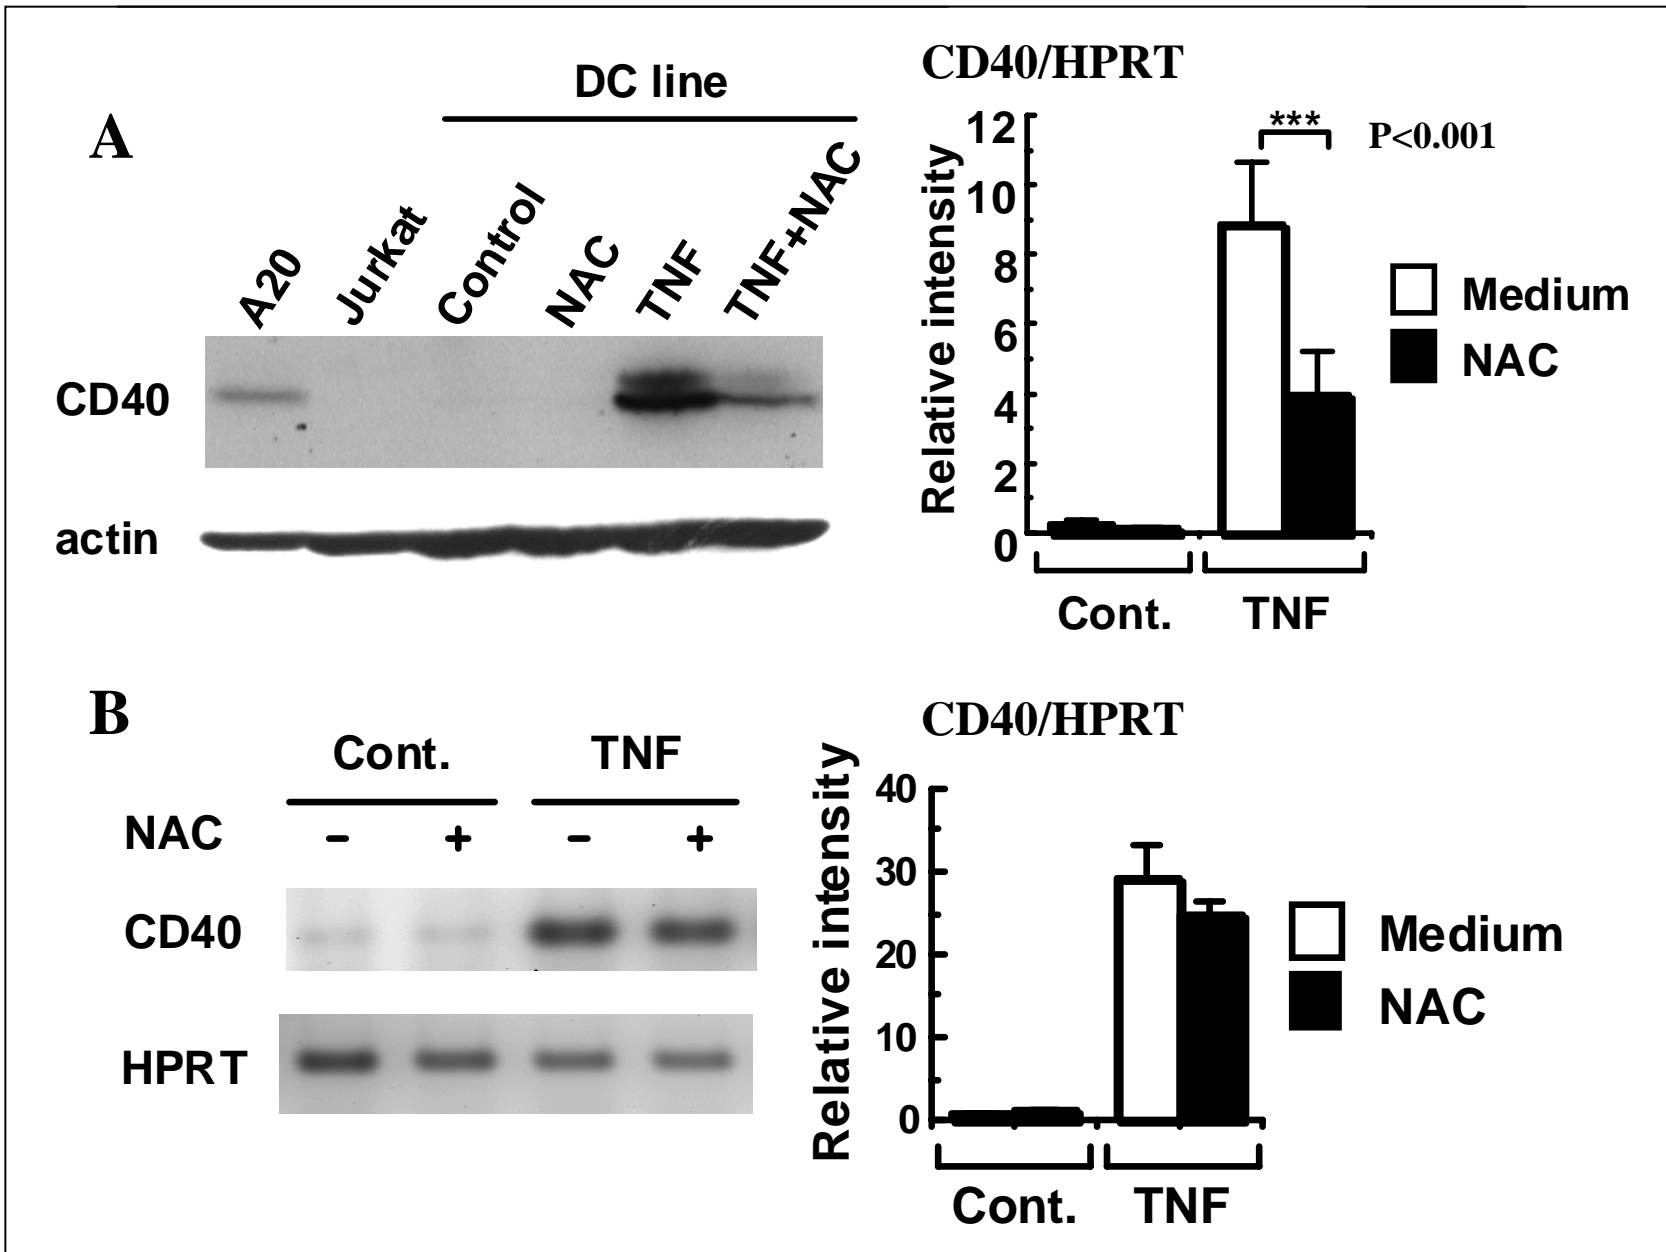 A
DC line
A20 Jurkat Control NAC TNF TNF+NAC
CD40
actin
CD40/HPRT
*** P<0.001
Relative intensity
12
10
8
6
4
2
0
Cont. TNF
Medium
NAC
B
Cont. TNF
NAC − + − +
CD40
HPRT
CD40/HPRT
Relative intensity
40
30
20
10
0
Cont. TNF
Medium
NAC